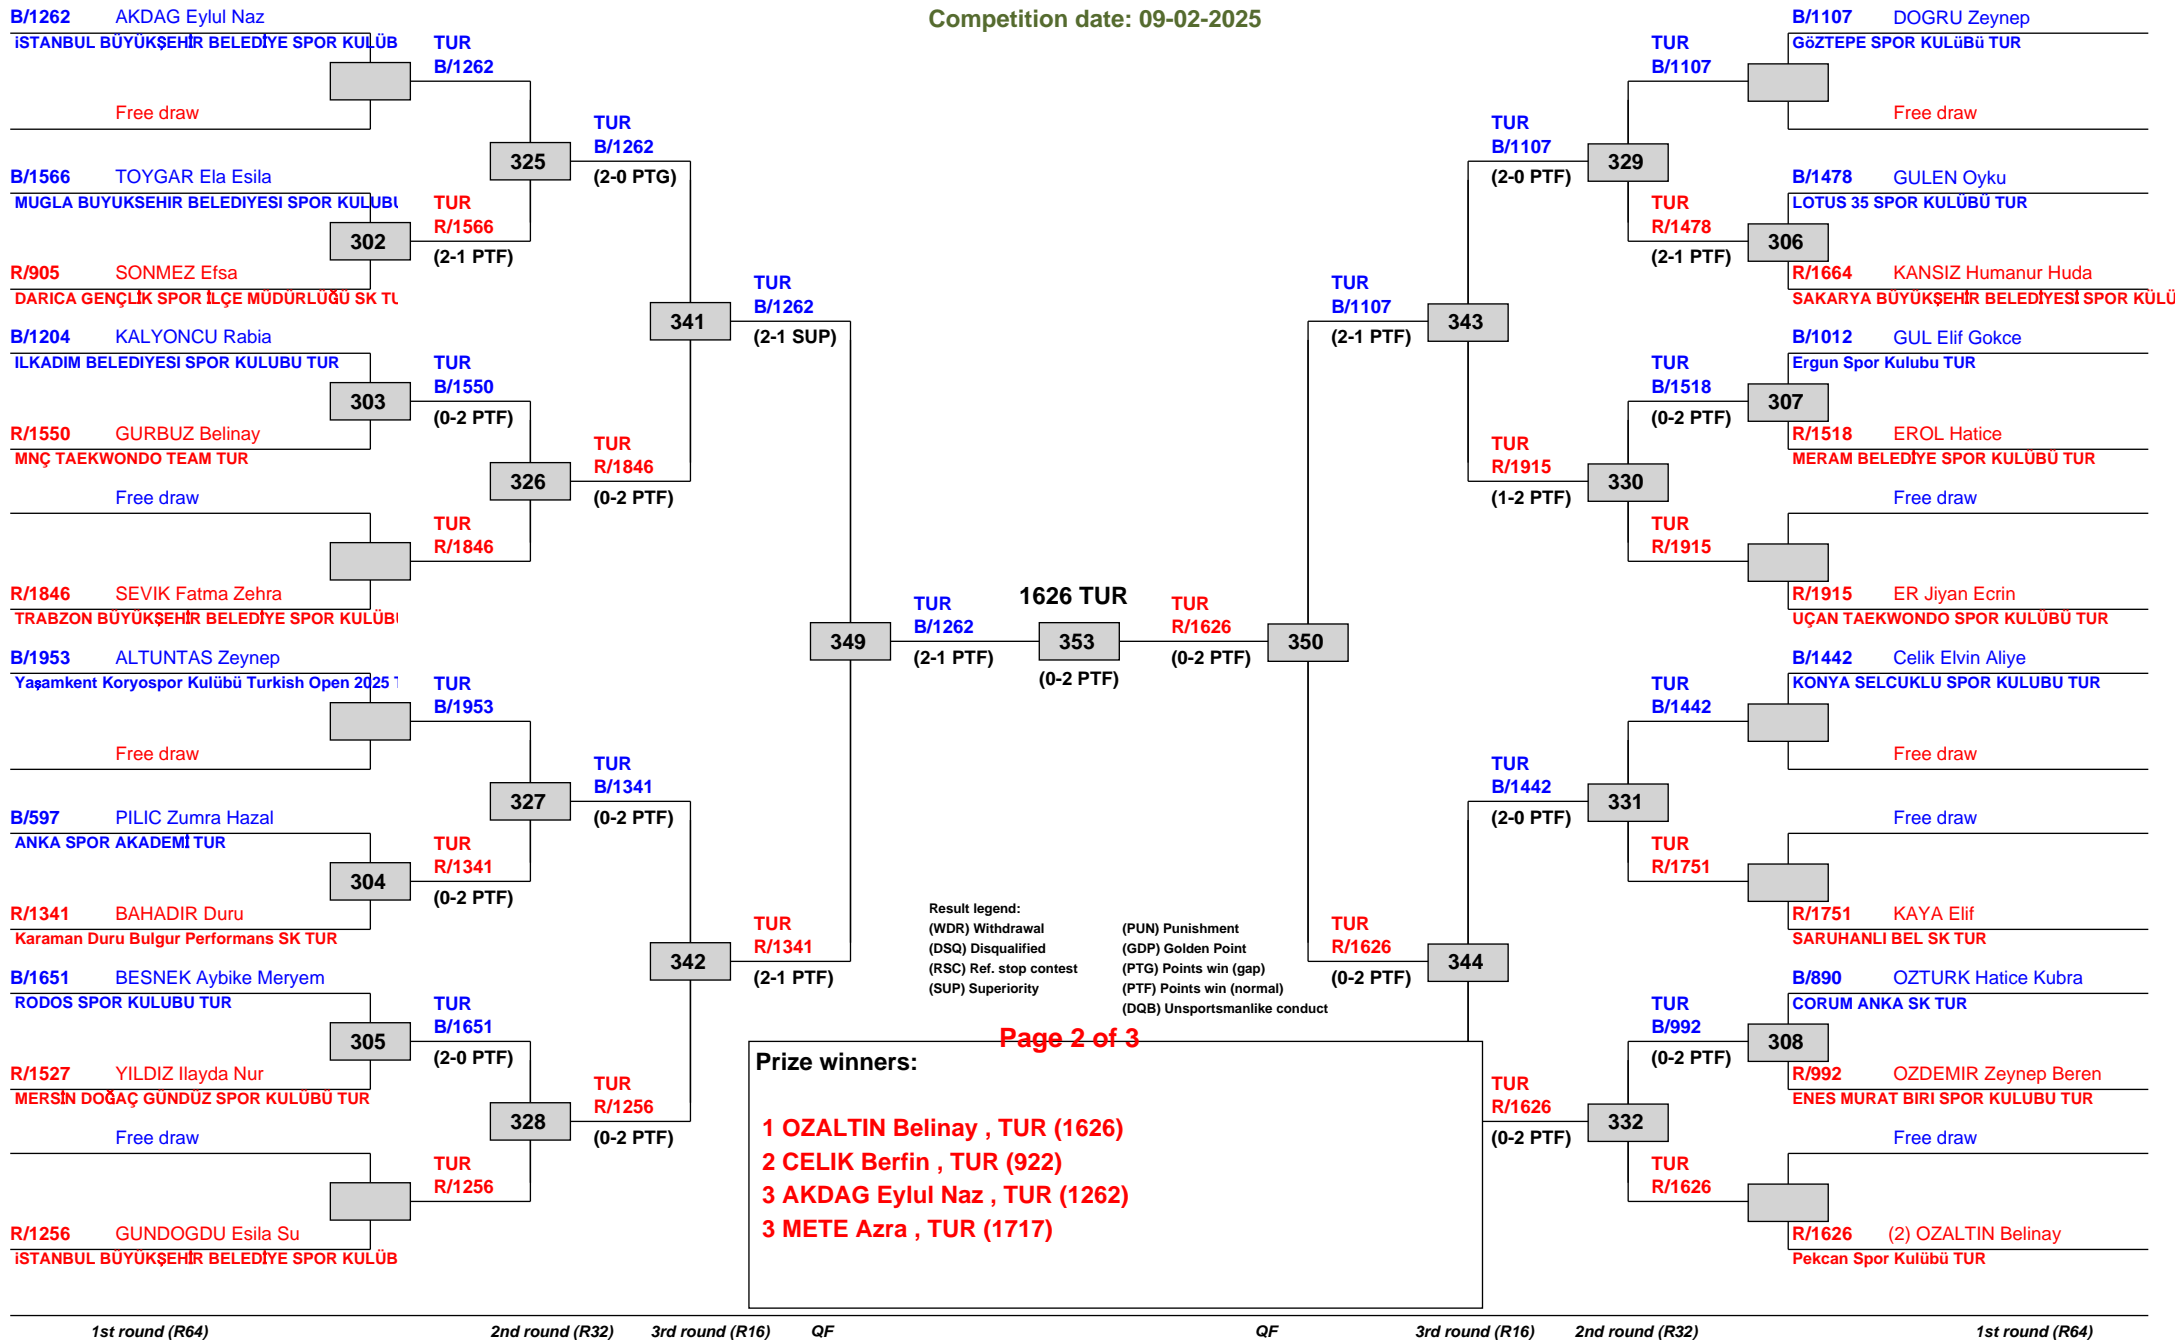 Competition date: 09-02-2025
B/1262 AKDAG Eylul Naz
iSTANBUL BÜYÜKŞEHİR BELEDİYE SPOR KULÜB
Free draw
B/1566 TOYGAR Ela Esila
MUGLA BUYUKSEHIR BELEDIYESI SPOR KULUBU
302
R/905 SONMEZ Efsa
DARICA GENÇLİK SPOR İLÇE MÜDÜRLÜĞÜ SK TU
B/1204 KALYONCU Rabia
ILKADIM BELEDIYESI SPOR KULUBU TUR
303
R/1550 GURBUZ Belinay
MNÇ TAEKWONDO TEAM TUR
Free draw
R/1846 SEVIK Fatma Zehra
TRABZON BÜYÜKŞEHİR BELEDİYE SPOR KULÜBÜ
B/1953 ALTUNTAS Zeynep
Yaşamkent Koryospor Kulübü Turkish Open 2025 T
Free draw
B/597 PILIC Zumra Hazal
ANKA SPOR AKADEMİ TUR
304
R/1341 BAHADIR Duru
Karaman Duru Bulgur Performans SK TUR
B/1651 BESNEK Aybike Meryem
RODOS SPOR KULUBU TUR
305
R/1527 YILDIZ Ilayda Nur
MERSİN DOĞAÇ GÜNDÜZ SPOR KULÜBÜ TUR
Free draw
R/1256 GUNDOGDU Esila Su
iSTANBUL BÜYÜKŞEHİR BELEDİYE SPOR KULÜB
TUR
B/1262
325
TUR
R/1566
(2-1 PTF)
TUR
B/1550
(0-2 PTF)
326
TUR
R/1846
TUR
B/1953
327
TUR
R/1341
(0-2 PTF)
TUR
B/1651
(2-0 PTF)
328
TUR
R/1256
TUR
B/1262
(2-0 PTG)
341
TUR
R/1846
(0-2 PTF)
TUR
B/1341
(0-2 PTF)
342
TUR
R/1256
(0-2 PTF)
TUR
B/1262
(2-1 SUP)
349
TUR
R/1341
(2-1 PTF)
TUR
B/1262
(2-1 PTF)
1626 TUR
353
(0-2 PTF)
TUR
R/1626
(0-2 PTF)
350
TUR
B/1107
(2-1 PTF)
TUR
R/1626
(0-2 PTF)
343
344
TUR
B/1107
(2-0 PTF)
TUR
R/1915
(1-2 PTF)
TUR
B/1442
(2-0 PTF)
TUR
R/1626
(0-2 PTF)
329
330
331
332
TUR
B/1107
TUR
R/1478
(2-1 PTF)
TUR
B/1518
(0-2 PTF)
TUR
R/1915
TUR
B/1442
TUR
R/1751
TUR
B/992
(0-2 PTF)
TUR
R/1626
B/1107 DOGRU Zeynep
GöZTEPE SPOR KULüBü TUR
Free draw
B/1478 GULEN Oyku
LOTUS 35 SPOR KULÜBÜ TUR
306
R/1664 KANSIZ Humanur Huda
SAKARYA BÜYÜKŞEHİR BELEDİYESİ SPOR KULÜ
B/1012 GUL Elif Gokce
Ergun Spor Kulubu TUR
307
R/1518 EROL Hatice
MERAM BELEDİYE SPOR KULÜBÜ TUR
Free draw
R/1915 ER Jiyan Ecrin
UÇAN TAEKWONDO SPOR KULÜBÜ TUR
B/1442 Celik Elvin Aliye
KONYA SELCUKLU SPOR KULUBU TUR
Free draw
Free draw
R/1751 KAYA Elif
SARUHANLI BEL SK TUR
B/890 OZTURK Hatice Kubra
CORUM ANKA SK TUR
308
R/992 OZDEMIR Zeynep Beren
ENES MURAT BIRI SPOR KULUBU TUR
Free draw
R/1626 (2) OZALTIN Belinay
Pekcan Spor Kulübü TUR
Result legend:
(WDR) Withdrawal (PUN) Punishment
(DSQ) Disqualified (GDP) Golden Point
(RSC) Ref. stop contest (PTG) Points win (gap)
(SUP) Superiority (PTF) Points win (normal)
(DQB) Unsportsmanlike conduct
Page 2 of 3
Prize winners:
1 OZALTIN Belinay , TUR (1626)
2 CELIK Berfin , TUR (922)
3 AKDAG Eylul Naz , TUR (1262)
3 METE Azra , TUR (1717)
1st round (R64) 2nd round (R32) 3rd round (R16) QF QF 3rd round (R16) 2nd round (R32) 1st round (R64)